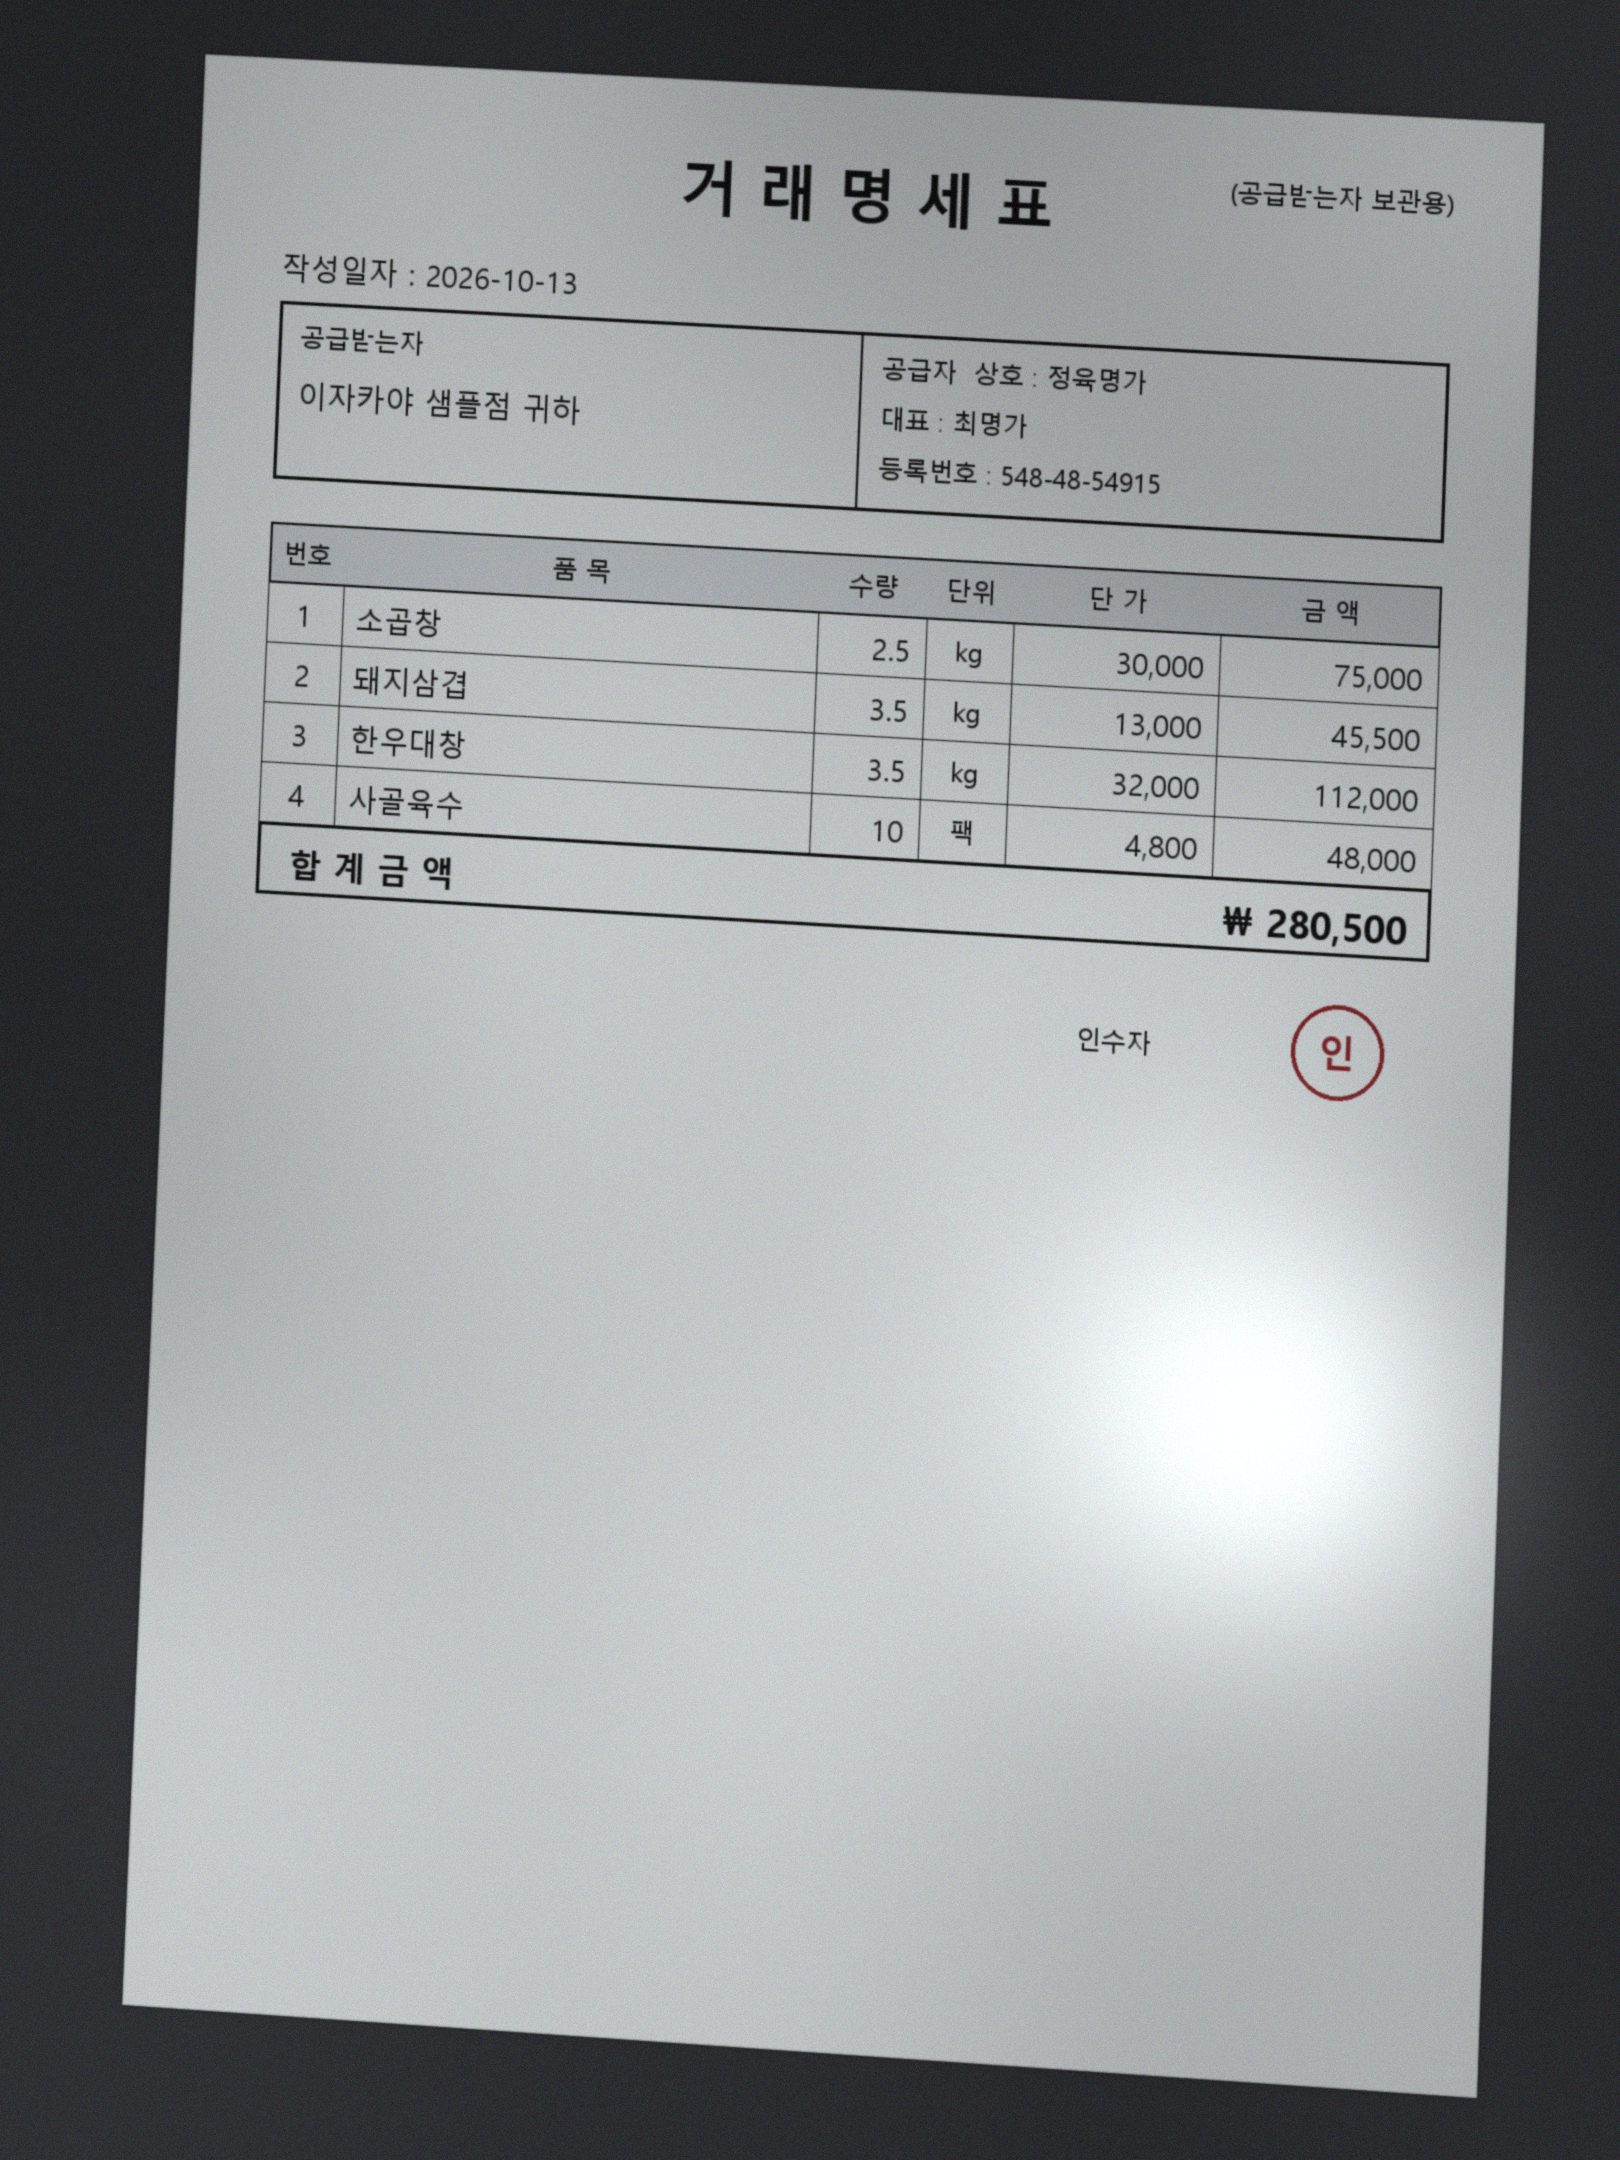 거래명세표
(공급받는자 보관용)
작성일자 : 2026-10-13
공급받는자
이자카야 샘플점 귀하
공급자 상호 : 정육명가
대표 : 최명가
등록번호 : 548-48-54915
번호 품 목 수량 단위 단 가 금 액
1 소곱창 2.5 kg 30,000 75,000
2 돼지삼겹 3.5 kg 13,000 45,500
3 한우대창 3.5 kg 32,000 112,000
4 사골육수 10 팩 4,800 48,000
합 계 금 액 ₩ 280,500
인수자 인